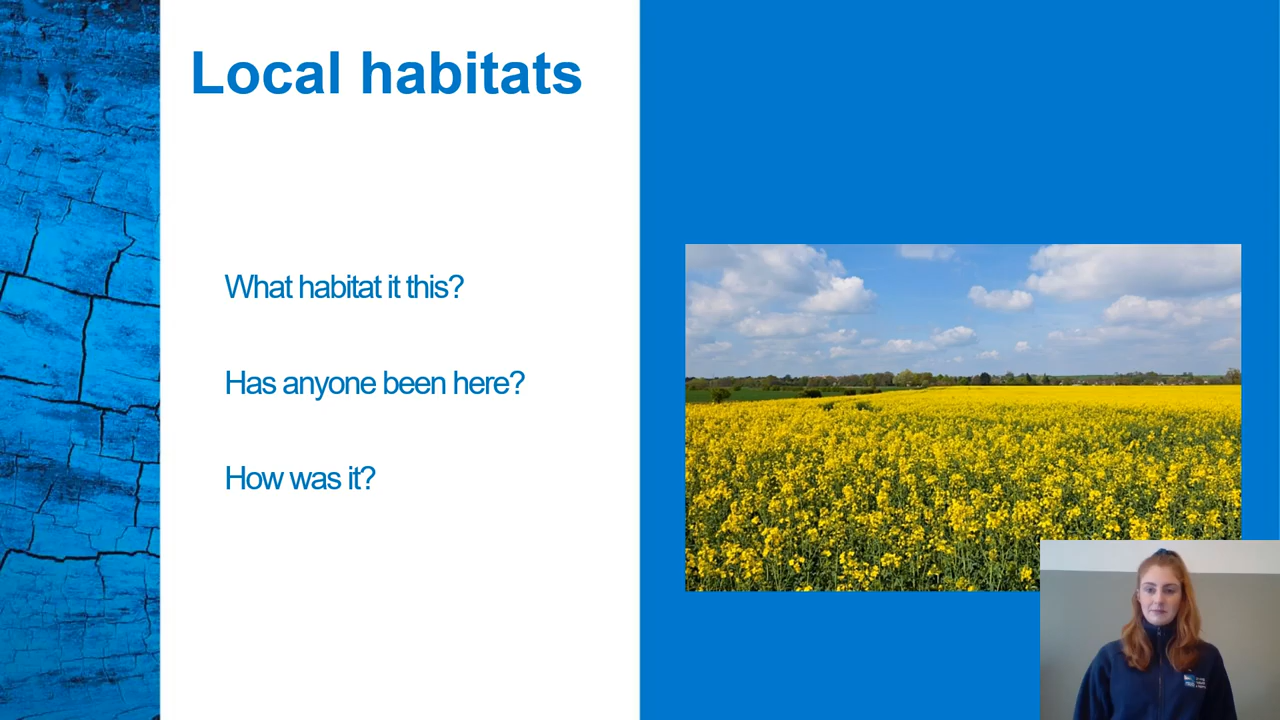 Local habitats
What habitat it this?
Has anyone been here?
How was it?